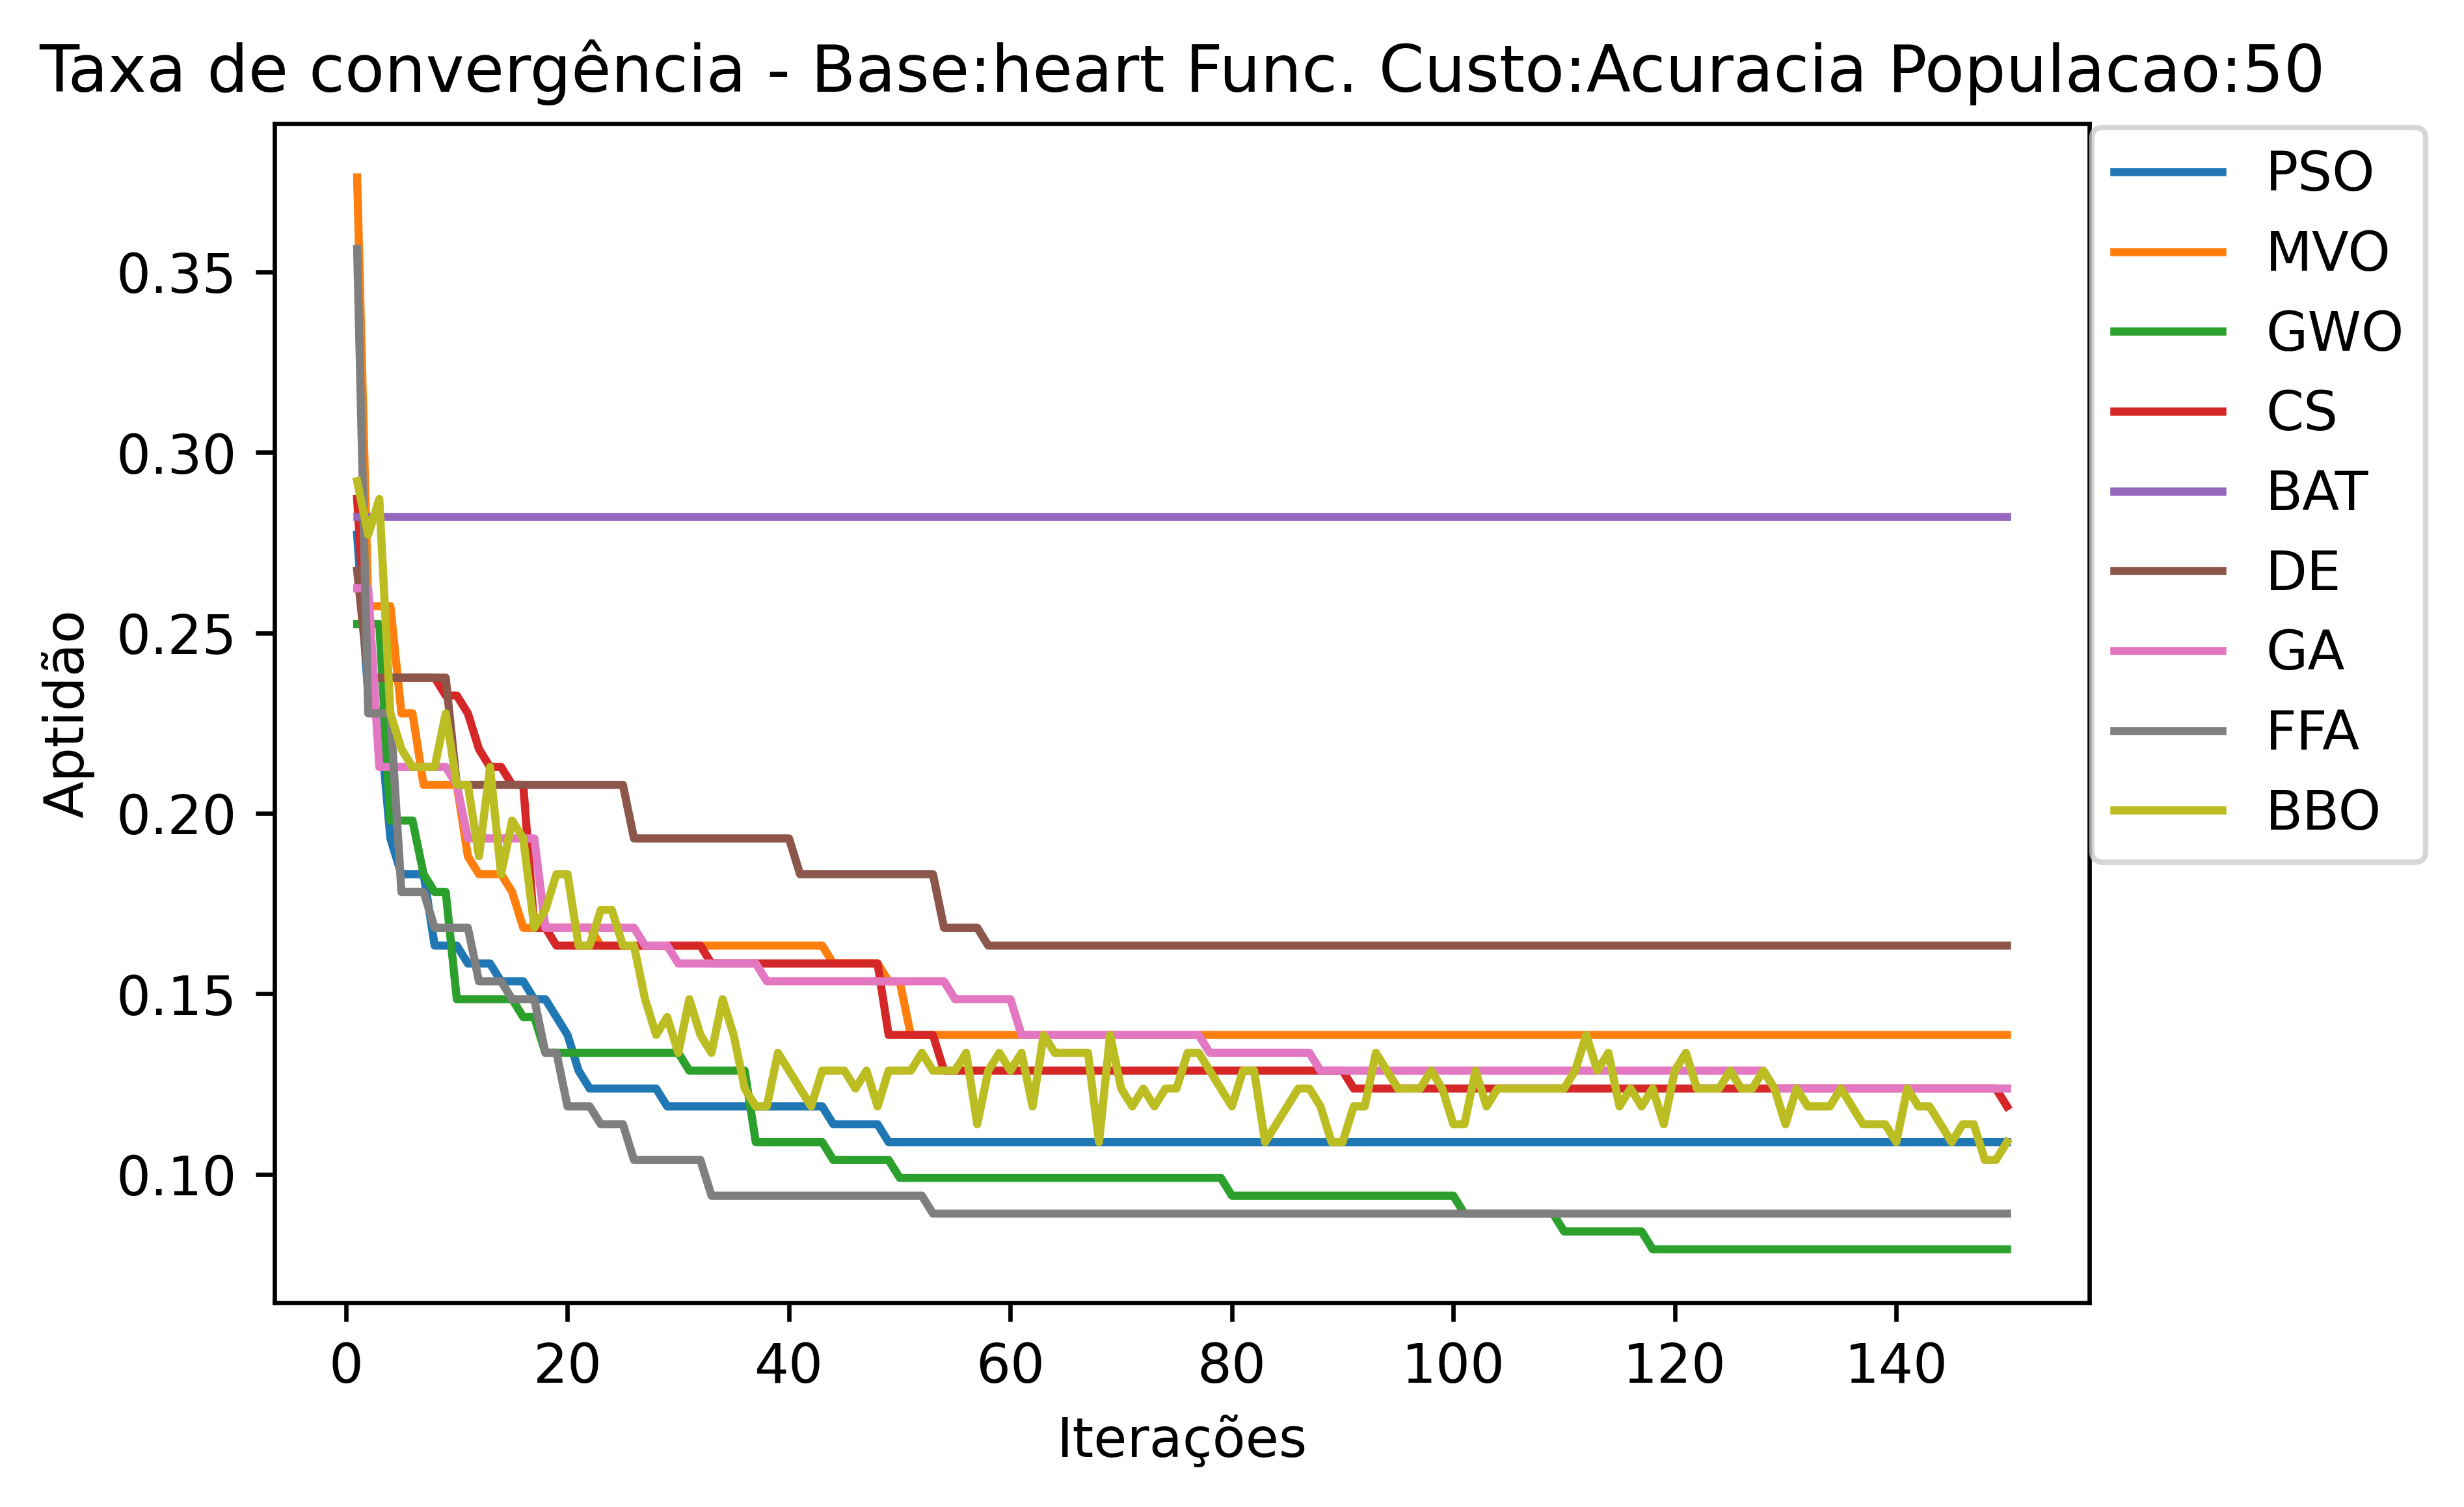 Taxa de convergência - Base:heart Func. Custo:Acuracia Populacao:50
PSO
MVO
GWO
CS
BAT
DE
GA
FFA
BBO
Aptidão
0.35
0.30
0.25
0.20
0.15
0.10
0 20 40 60 80 100 120 140
Iterações